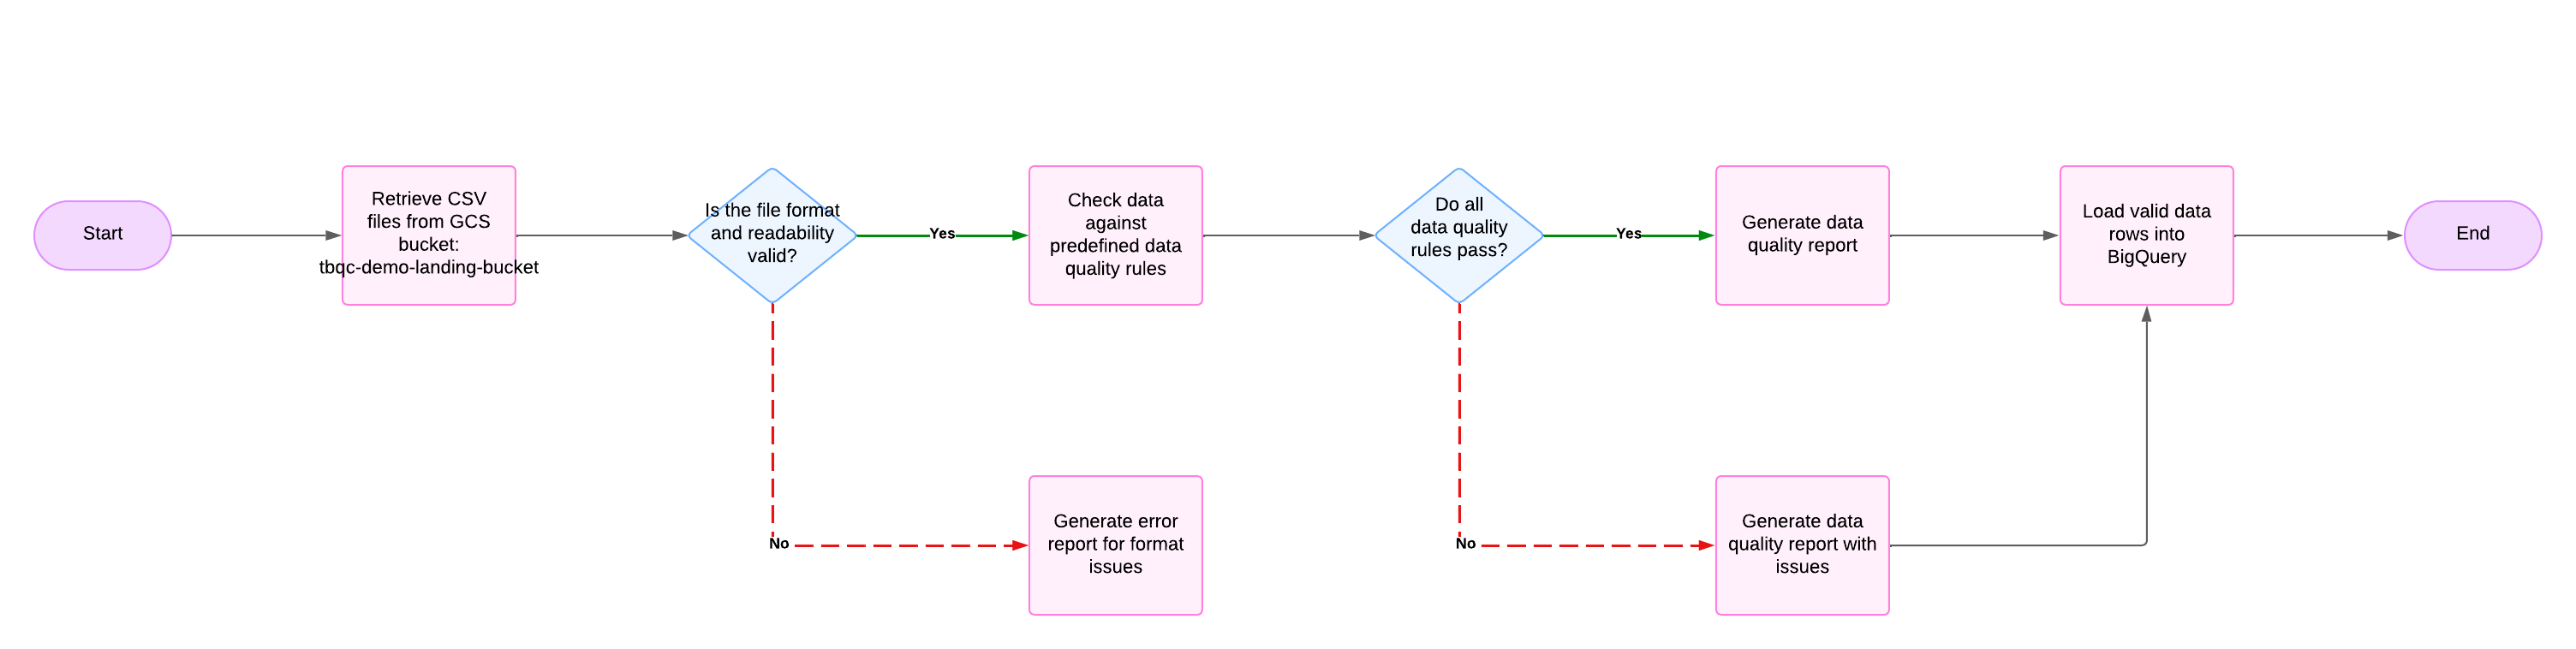 Start
Retrieve CSV
files from GCS
bucket:
tbqc-demo-landing-bucket
Is the file format
and readability
valid?
Yes
Check data
against
predefined data
quality rules
Do all
data quality
rules pass?
Yes
Generate data
quality report
Load valid data
rows into
BigQuery
End
No
Generate error
report for format
issues
No
Generate data
quality report with
issues